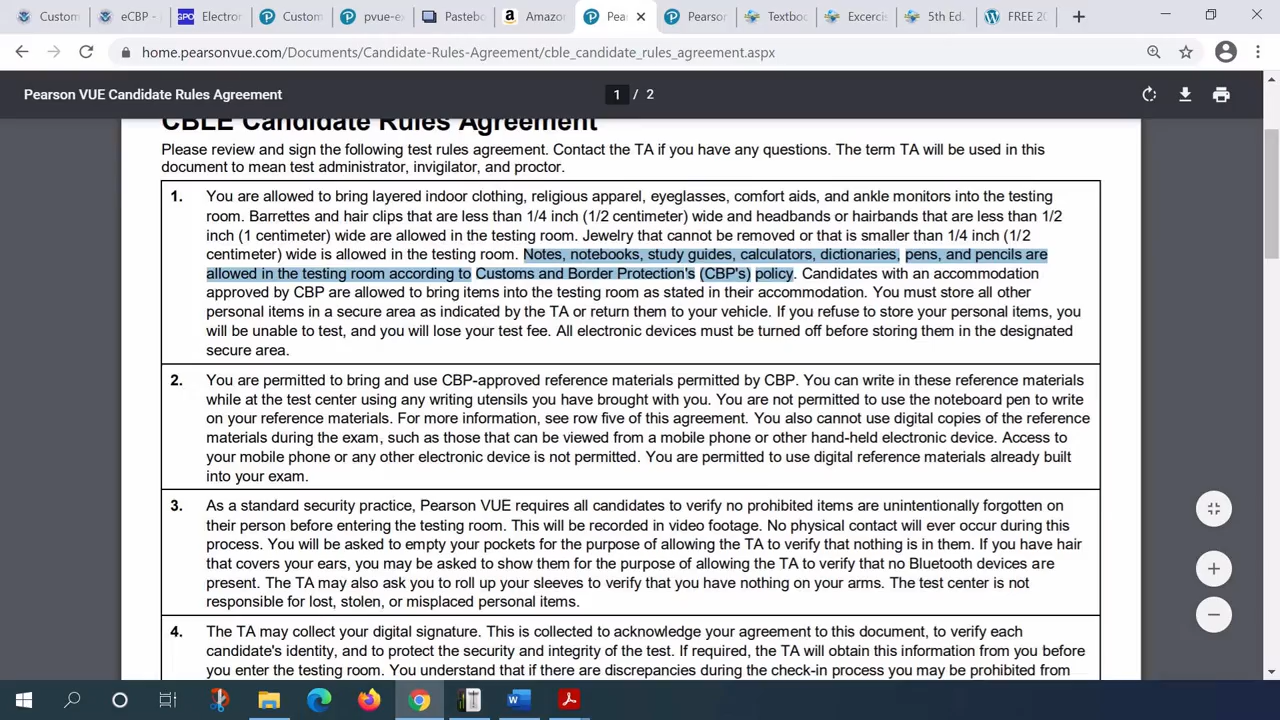 Custom
eCBP -
GPO
Electron
Custom
pvue-ex
Pastebo
Amazon
Pea
Pearson
Textboo
Excercis
5th Ed.
FREE 20
home.pearsonvue.com/Documents/Candidate-Rules-Agreement/cble_candidate_rules_agreement.aspx
Pearson VUE Candidate Rules Agreement
1 / 2
CBLE Candidate Rules Agreement
Please review and sign the following test rules agreement. Contact the TA if you have any questions. The term TA will be used in this
document to mean test administrator, invigilator, and proctor.
1. You are allowed to bring layered indoor clothing, religious apparel, eyeglasses, comfort aids, and ankle monitors into the testing
room. Barrettes and hair clips that are less than 1/4 inch (1/2 centimeter) wide and headbands or hairbands that are less than 1/2
inch (1 centimeter) wide are allowed in the testing room. Jewelry that cannot be removed or that is smaller than 1/4 inch (1/2
centimeter) wide is allowed in the testing room. Notes, notebooks, study guides, calculators, dictionaries, pens, and pencils are
allowed in the testing room according to Customs and Border Protection's (CBP's) policy. Candidates with an accommodation
approved by CBP are allowed to bring items into the testing room as stated in their accommodation. You must store all other
personal items in a secure area as indicated by the TA or return them to your vehicle. If you refuse to store your personal items, you
will be unable to test, and you will lose your test fee. All electronic devices must be turned off before storing them in the designated
secure area.
2. You are permitted to bring and use CBP-approved reference materials permitted by CBP. You can write in these reference materials
while at the test center using any writing utensils you have brought with you. You are not permitted to use the noteboard pen to write
on your reference materials. For more information, see row five of this agreement. You also cannot use digital copies of the reference
materials during the exam, such as those that can be viewed from a mobile phone or other hand-held electronic device. Access to
your mobile phone or any other electronic device is not permitted. You are permitted to use digital reference materials already built
into your exam.
3. As a standard security practice, Pearson VUE requires all candidates to verify no prohibited items are unintentionally forgotten on
their person before entering the testing room. This will be recorded in video footage. No physical contact will ever occur during this
process. You will be asked to empty your pockets for the purpose of allowing the TA to verify that nothing is in them. If you have hair
that covers your ears, you may be asked to show them for the purpose of allowing the TA to verify that no Bluetooth devices are
present. The TA may also ask you to roll up your sleeves to verify that you have nothing on your arms. The test center is not
responsible for lost, stolen, or misplaced personal items.
4. The TA may collect your digital signature. This is collected to acknowledge your agreement to this document, to verify each
candidate's identity, and to protect the security and integrity of the test. If required, the TA will obtain this information from you before
you enter the testing room. You understand that if there are discrepancies during the check-in process you may be prohibited from